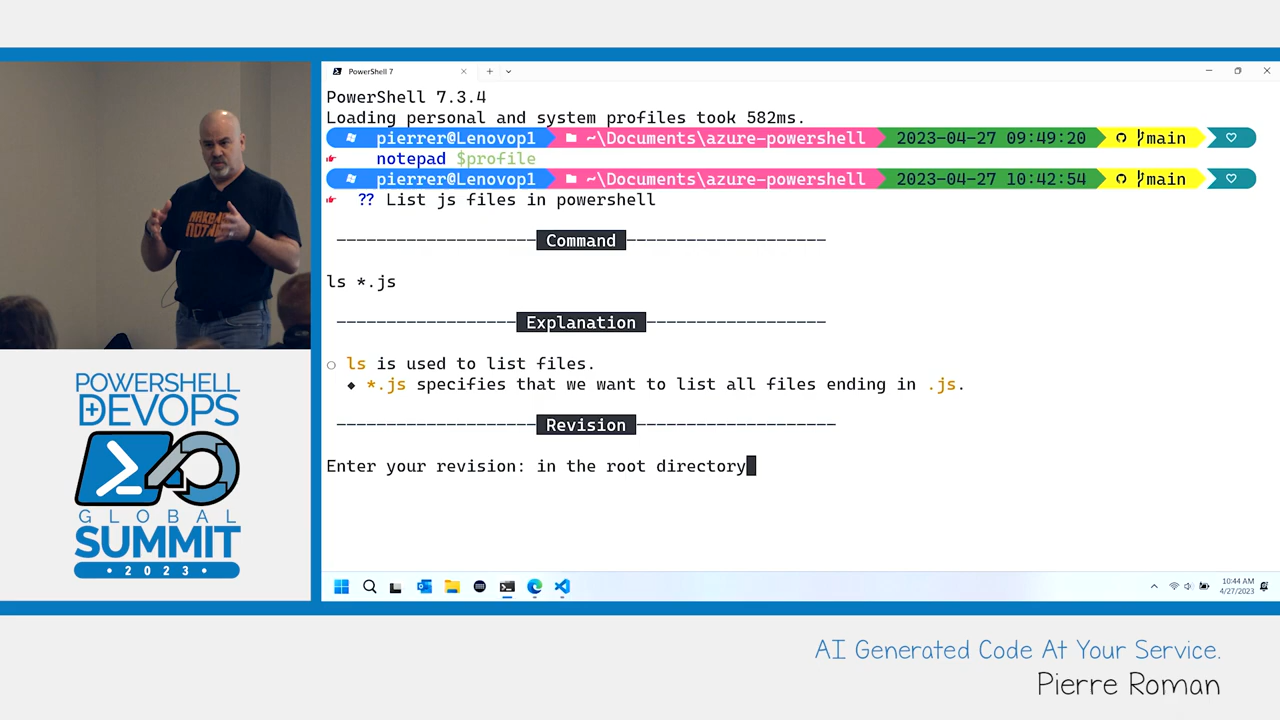 PowerShell 7
PowerShell 7.3.4
Loading personal and system profiles took 582ms.
pierrer@Lenovop1 ~\Documents\azure-powershell 2023-04-27 09:49:20 main
notepad $profile
pierrer@Lenovop1 ~\Documents\azure-powershell 2023-04-27 10:42:54 main
?? List js files in powershell
Command
ls *.js
Explanation
ls is used to list files.
*.js specifies that we want to list all files ending in .js.
Revision
Enter your revision: in the root directory
10:44 AM
4/27/2023
POWERSHELL
+DEVOPS
GLOBAL
SUMMIT
• 2023 •
AI Generated Code At Your Service.
Pierre Roman